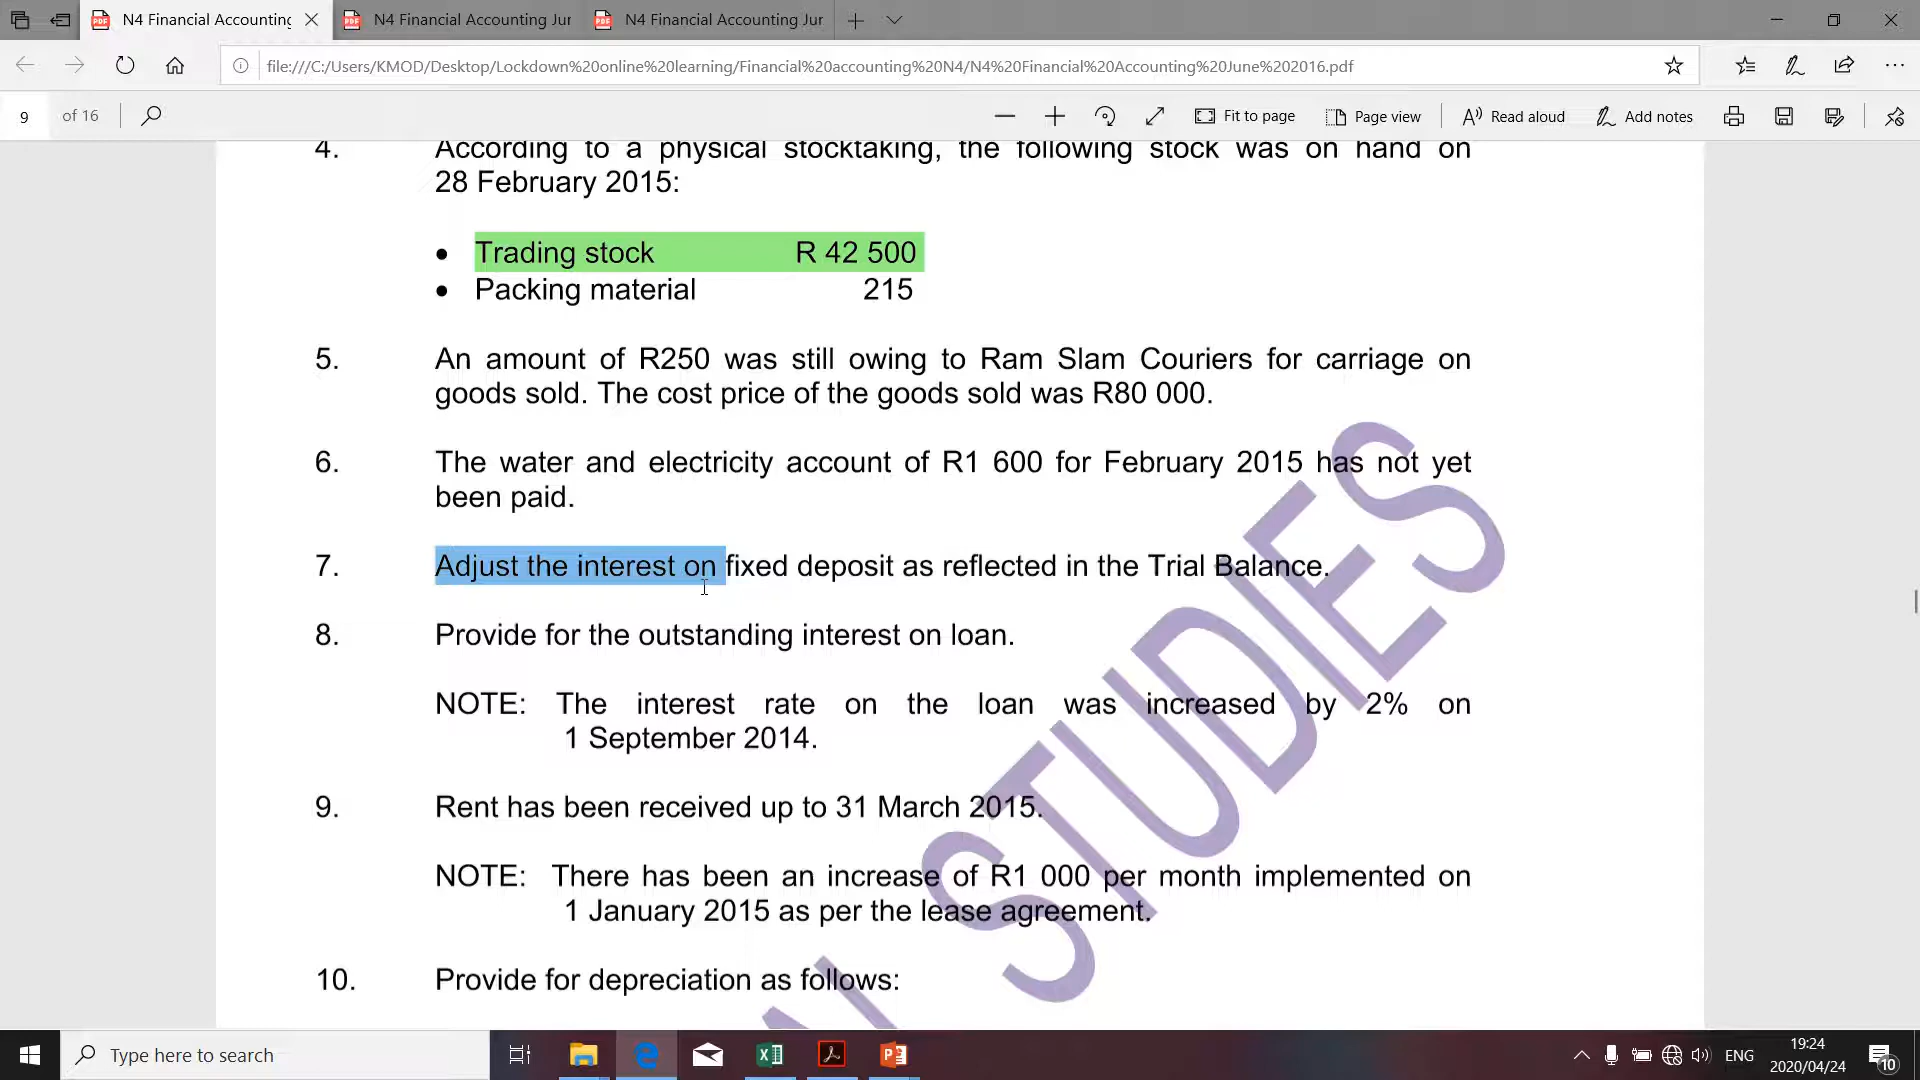 N4 Financial Accounting
N4 Financial Accounting Jur
N4 Financial Accounting Jur
file:///C:/Users/KMOD/Desktop/Lockdown%20online%20learning/Financial%20accounting%20N4/N4%20Financial%20Accounting%20June%202016.pdf
9 of 16
Fit to page
Page view
Read aloud
Add notes
4. According to a physical stocktaking, the following stock was on hand on
28 February 2015:
• Trading stock R 42 500
• Packing material 215
5. An amount of R250 was still owing to Ram Slam Couriers for carriage on
goods sold. The cost price of the goods sold was R80 000.
6. The water and electricity account of R1 600 for February 2015 has not yet
been paid.
7. Adjust the interest on fixed deposit as reflected in the Trial Balance.
8. Provide for the outstanding interest on loan.
NOTE: The interest rate on the loan was increased by 2% on
1 September 2014.
9. Rent has been received up to 31 March 2015.
NOTE: There has been an increase of R1 000 per month implemented on
1 January 2015 as per the lease agreement.
10. Provide for depreciation as follows:
STUDIES
Type here to search
ENG
19:24
2020/04/24
10